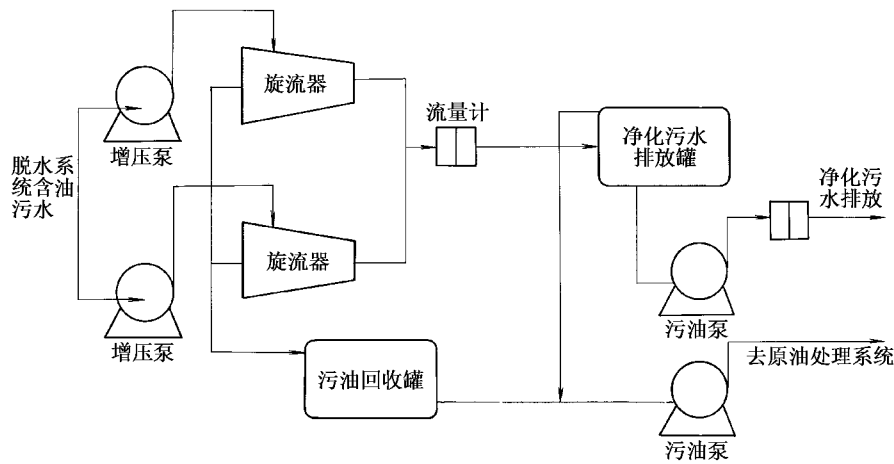 旋流器
流量计
增压泵
净化污水
排放罐
脱水系
统含油
污水
净化污
水排放
旋流器
污油泵
增压泵
去原油处理系统
污油回收罐
污油泵